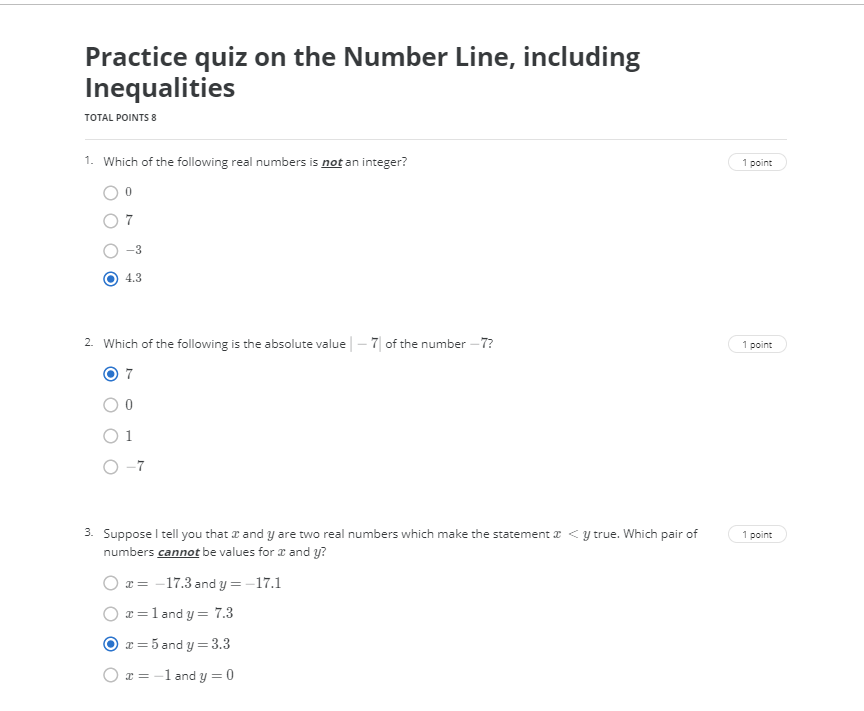 Practice quiz on the Number Line, including
Inequalities
TOTAL POINTS 8
1. Which of the following real numbers is not an integer?
1 point
0
7
−3
4.3
2. Which of the following is the absolute value | − 7| of the number −7?
1 point
7
0
1
−7
3. Suppose I tell you that x and y are two real numbers which make the statement x < y true. Which pair of
1 point
numbers cannot be values for x and y?
x = −17.3 and y = −17.1
x = 1 and y = 7.3
x = 5 and y = 3.3
x = −1 and y = 0